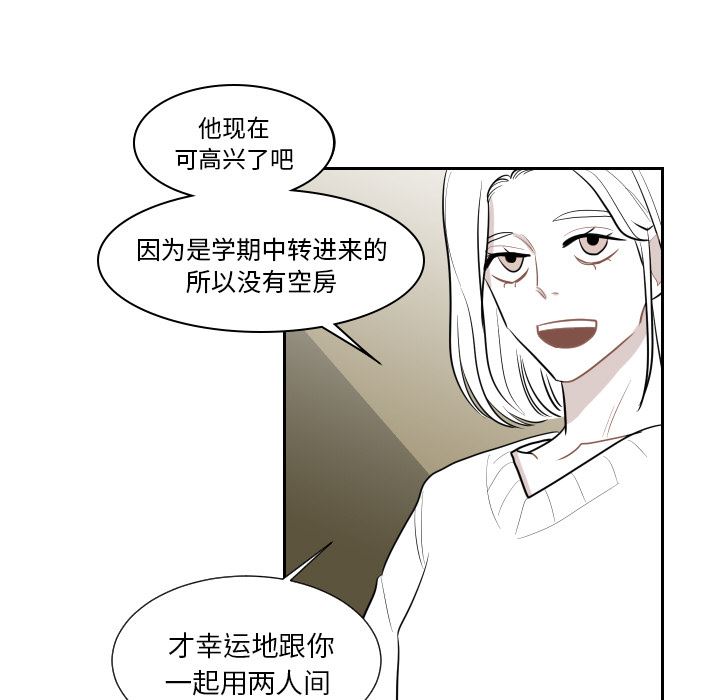 他现在
可高兴了吧
因为是学期中转进来的
所以没有空房
才幸运地跟你
一起用两人间